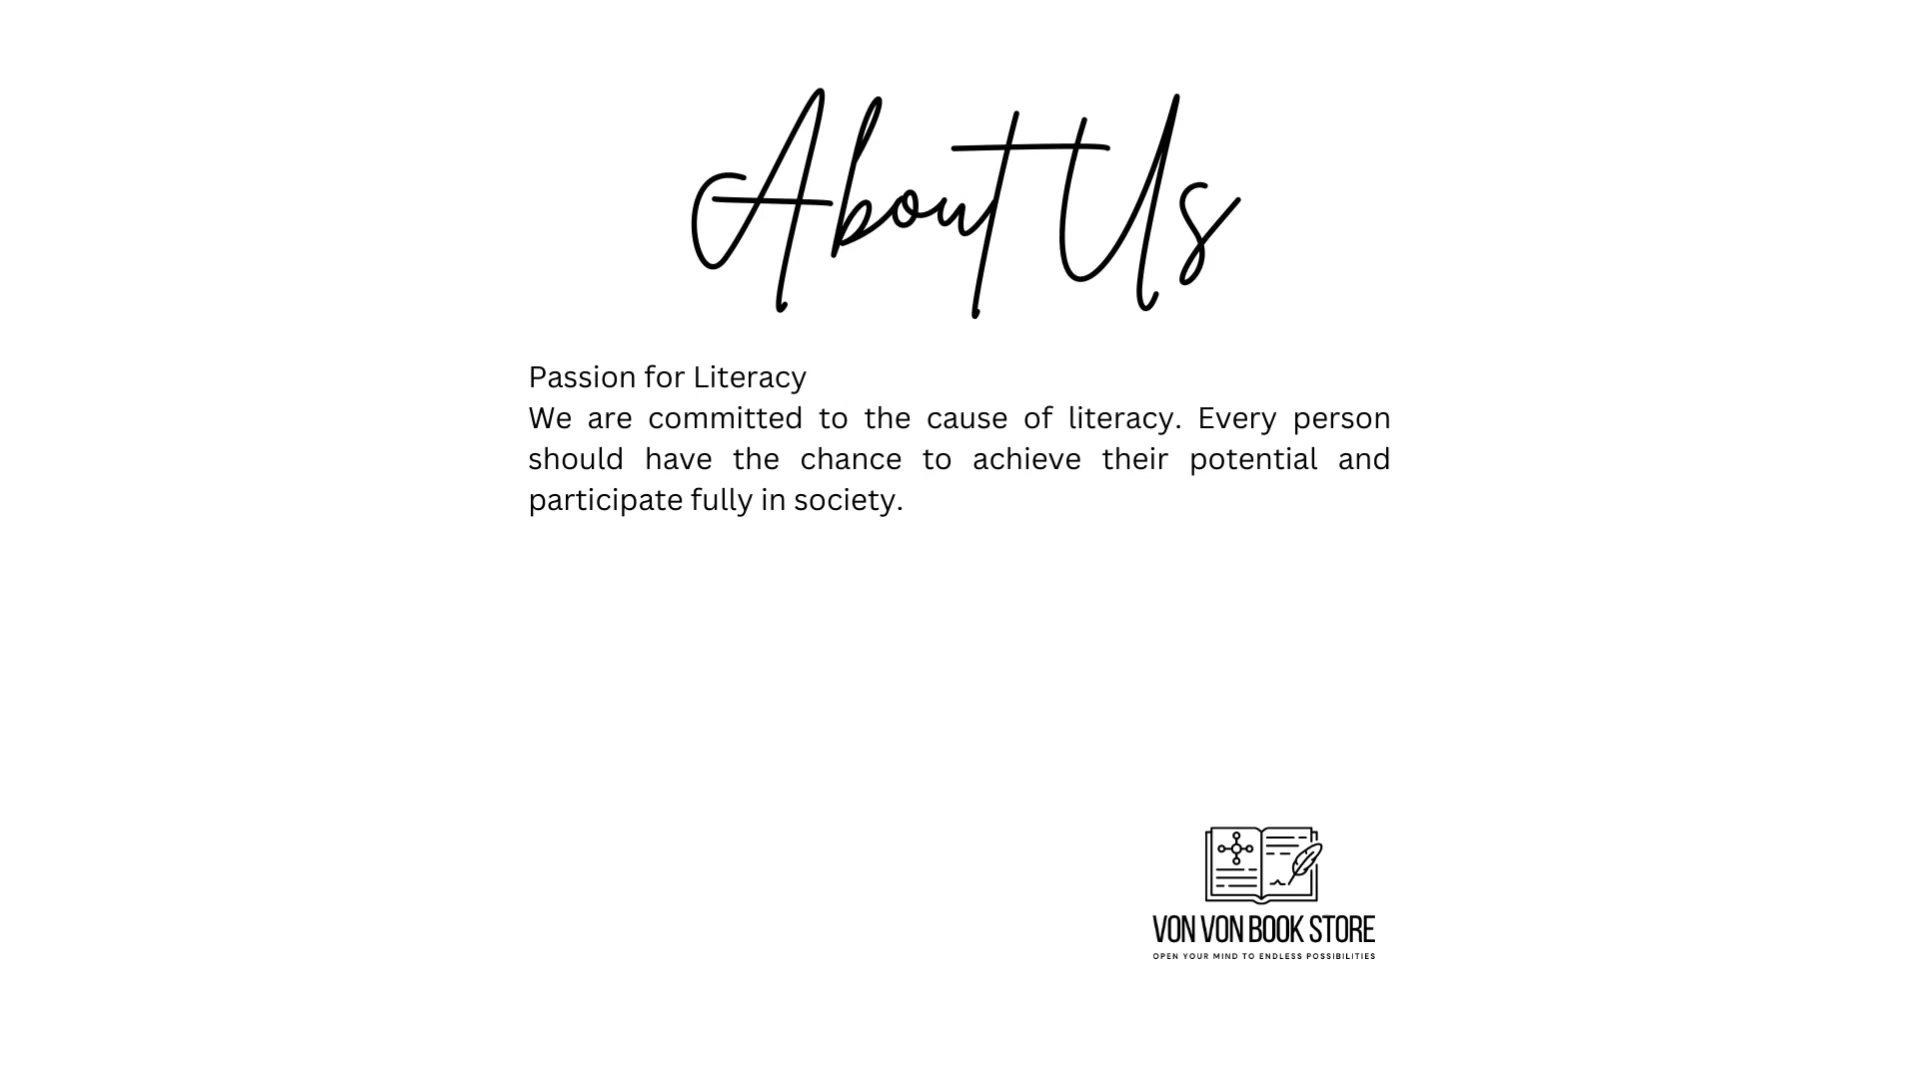 About Us
Passion for Literacy
We are committed to the cause of literacy. Every person
should have the chance to achieve their potential and
participate fully in society.
VON VON BOOK STORE
OPEN YOUR MIND TO ENDLESS POSSIBILITIES